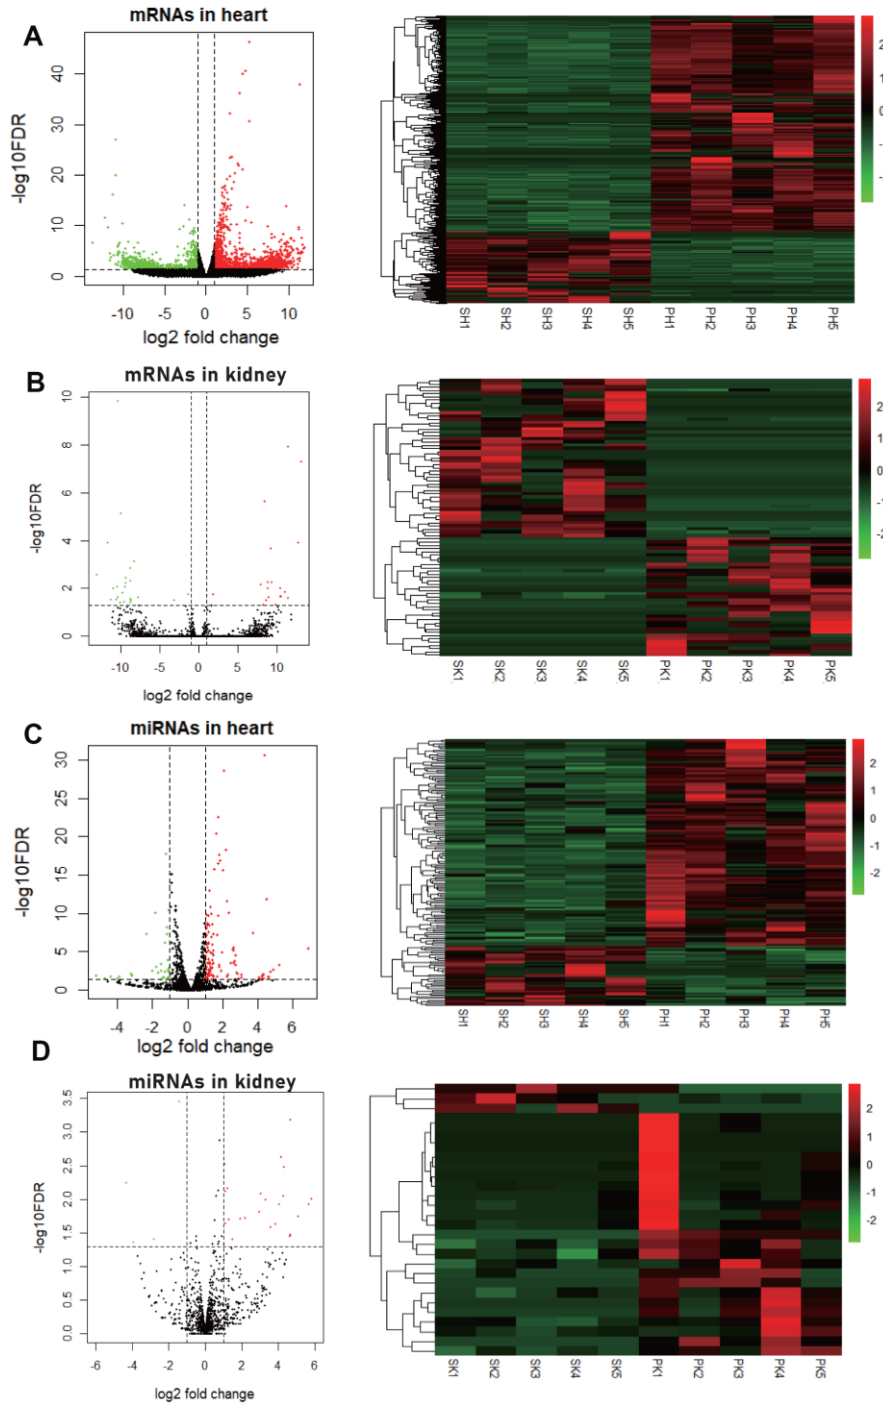 A
mRNAs in heart
-log10FDR
40
30
20
10
0
-10
-5
0
5
10
log2 fold change
SH1
SH2
SH3
SH4
SH5
PH1
PH2
PH3
PH4
PH5
2
0
B
mRNAs in kidney
-log10FDR
10
8
6
4
2
0
-10
-5
0
5
10
log2 fold change
SK1
SK2
SK3
SK4
SK5
PK1
PK2
PK3
PK4
PK5
2
1
0
-1
C
miRNAs in heart
-log10FDR
30
25
20
15
10
5
0
-4
-2
0
2
4
6
log2 fold change
SH1
SH2
SH3
SH4
SH5
PH1
PH2
PH3
PH4
PH5
2
1
0
-1
-2
D
miRNAs in kidney
-log10FDR
3.5
3.0
2.5
2.0
1.5
1.0
0.5
0.0
-6
-4
-2
0
2
4
6
log2 fold change
SK1
SK2
SK3
SK4
SK5
PK1
PK2
PK3
PK4
PK5
2
1
0
-1
-2